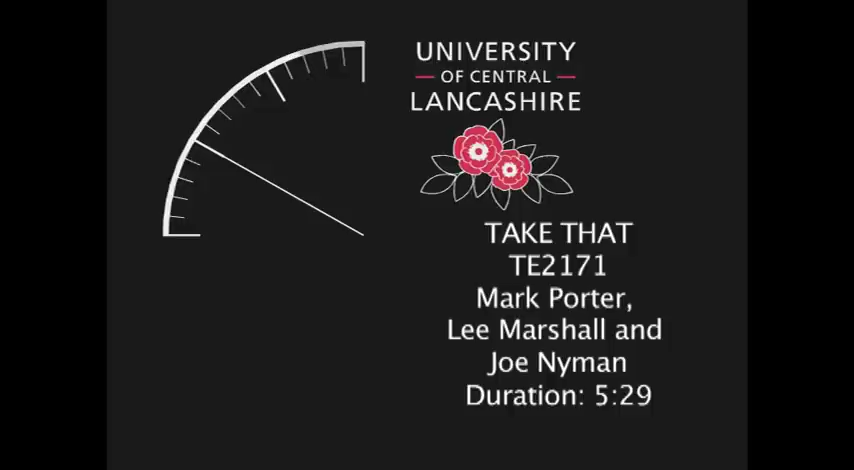 UNIVERSITY
OF CENTRAL
LANCASHIRE
TAKE THAT
TE2171
Mark Porter,
Lee Marshall and
Joe Nyman
Duration: 5:29